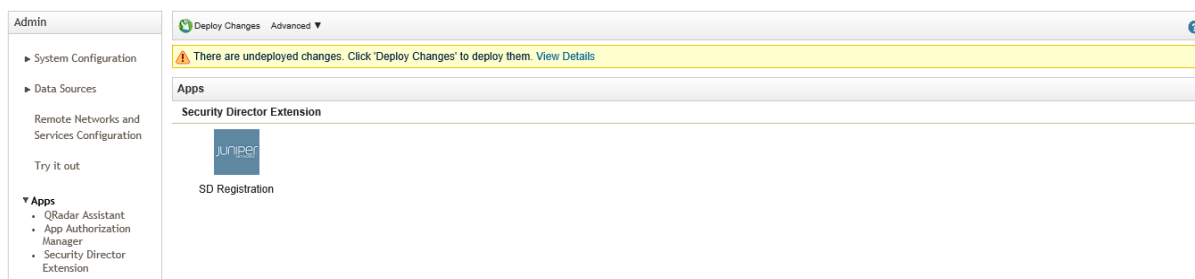 Admin
System Configuration
Data Sources
Remote Networks and
Services Configuration
Try it out
Apps
QRadar Assistant
App Authorization
Manager
Security Director
Extension
Deploy Changes Advanced ▼
There are undeployed changes. Click 'Deploy Changes' to deploy them. View Details
Apps
Security Director Extension
JUNIPER
NETWORKS
SD Registration